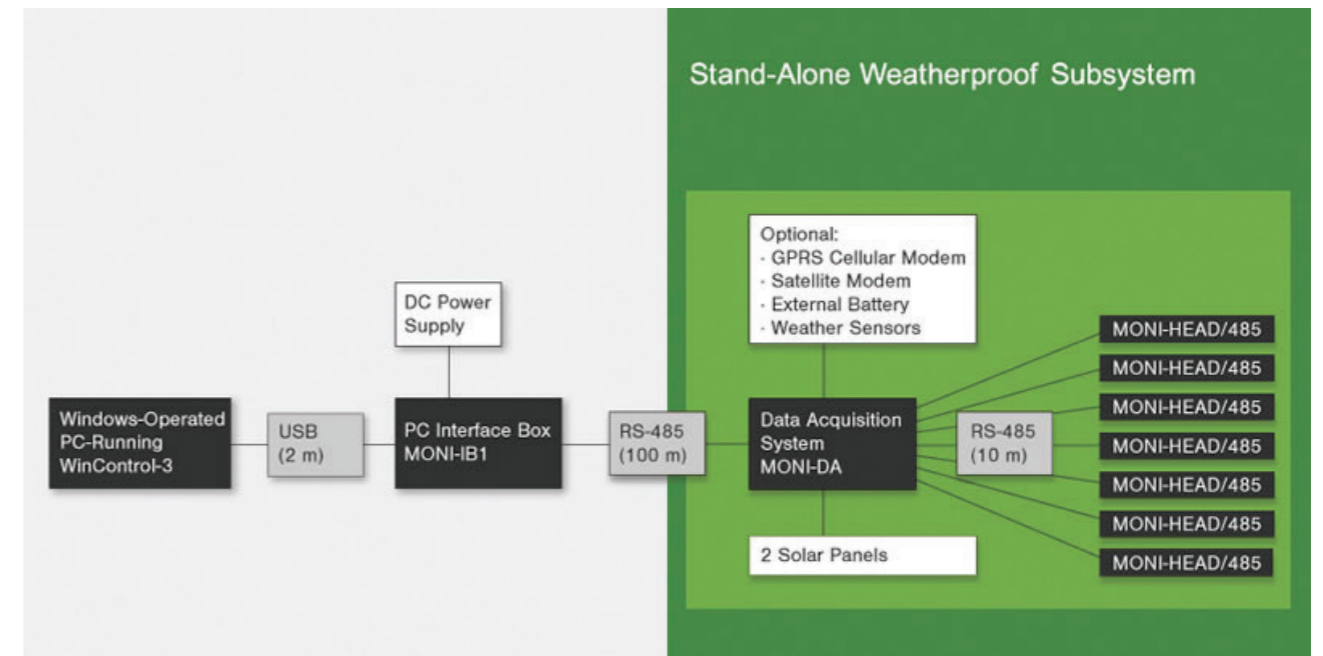 Stand-Alone Weatherproof Subsystem
Optional:
· GPRS Cellular Modem
· Satellite Modem
· External Battery
· Weather Sensors
DC Power
Supply
Windows-Operated
PC-Running
WinControl-3
USB
(2 m)
PC Interface Box
MONI-IB1
RS-485
(100 m)
Data Acquisition
System
MONI-DA
RS-485
(10 m)
MONI-HEAD/485
MONI-HEAD/485
MONI-HEAD/485
MONI-HEAD/485
MONI-HEAD/485
MONI-HEAD/485
MONI-HEAD/485
2 Solar Panels